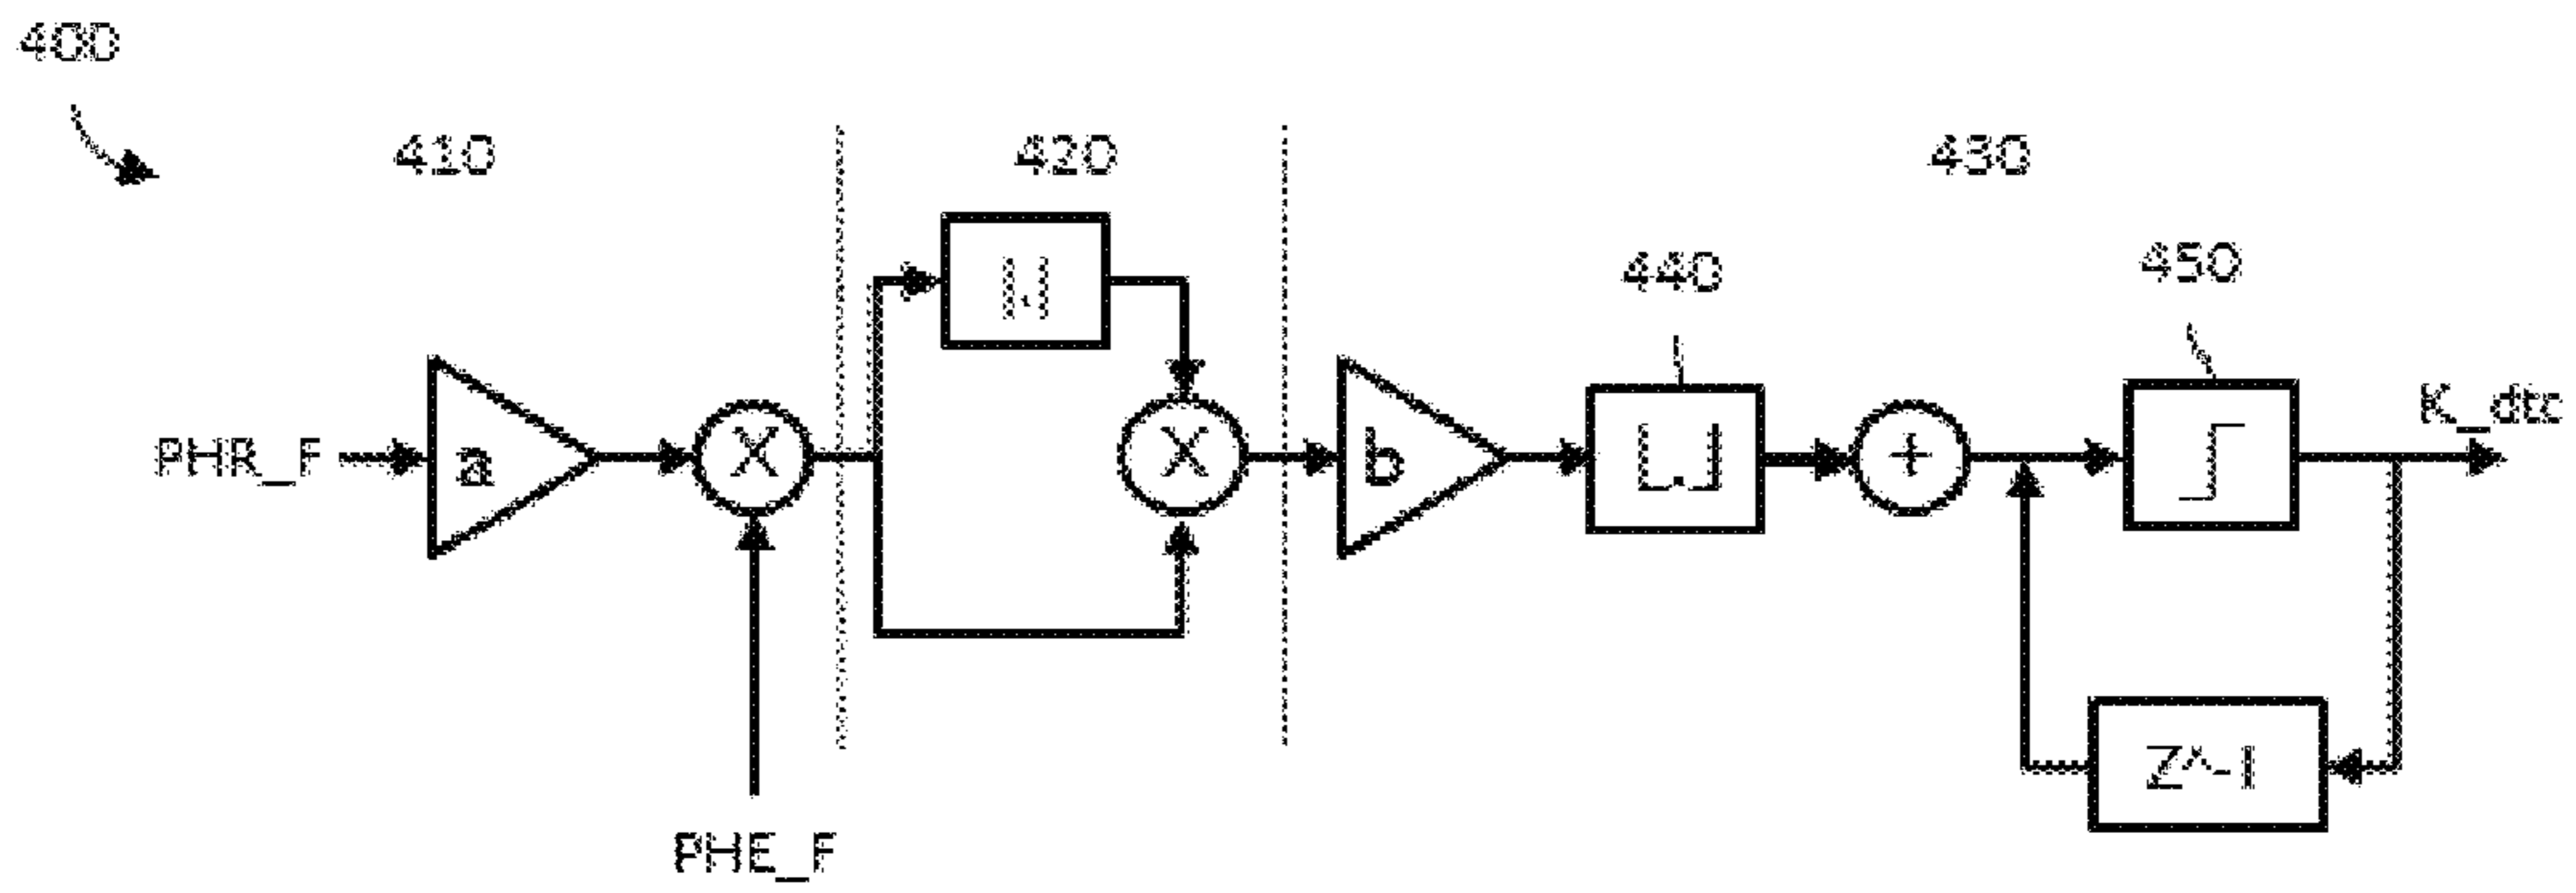 400
410
420
430
440
450
|.|
K_dtc
PHR_F
a
X
X
b
⌊.⌋
+
Z^-1
PHE_F